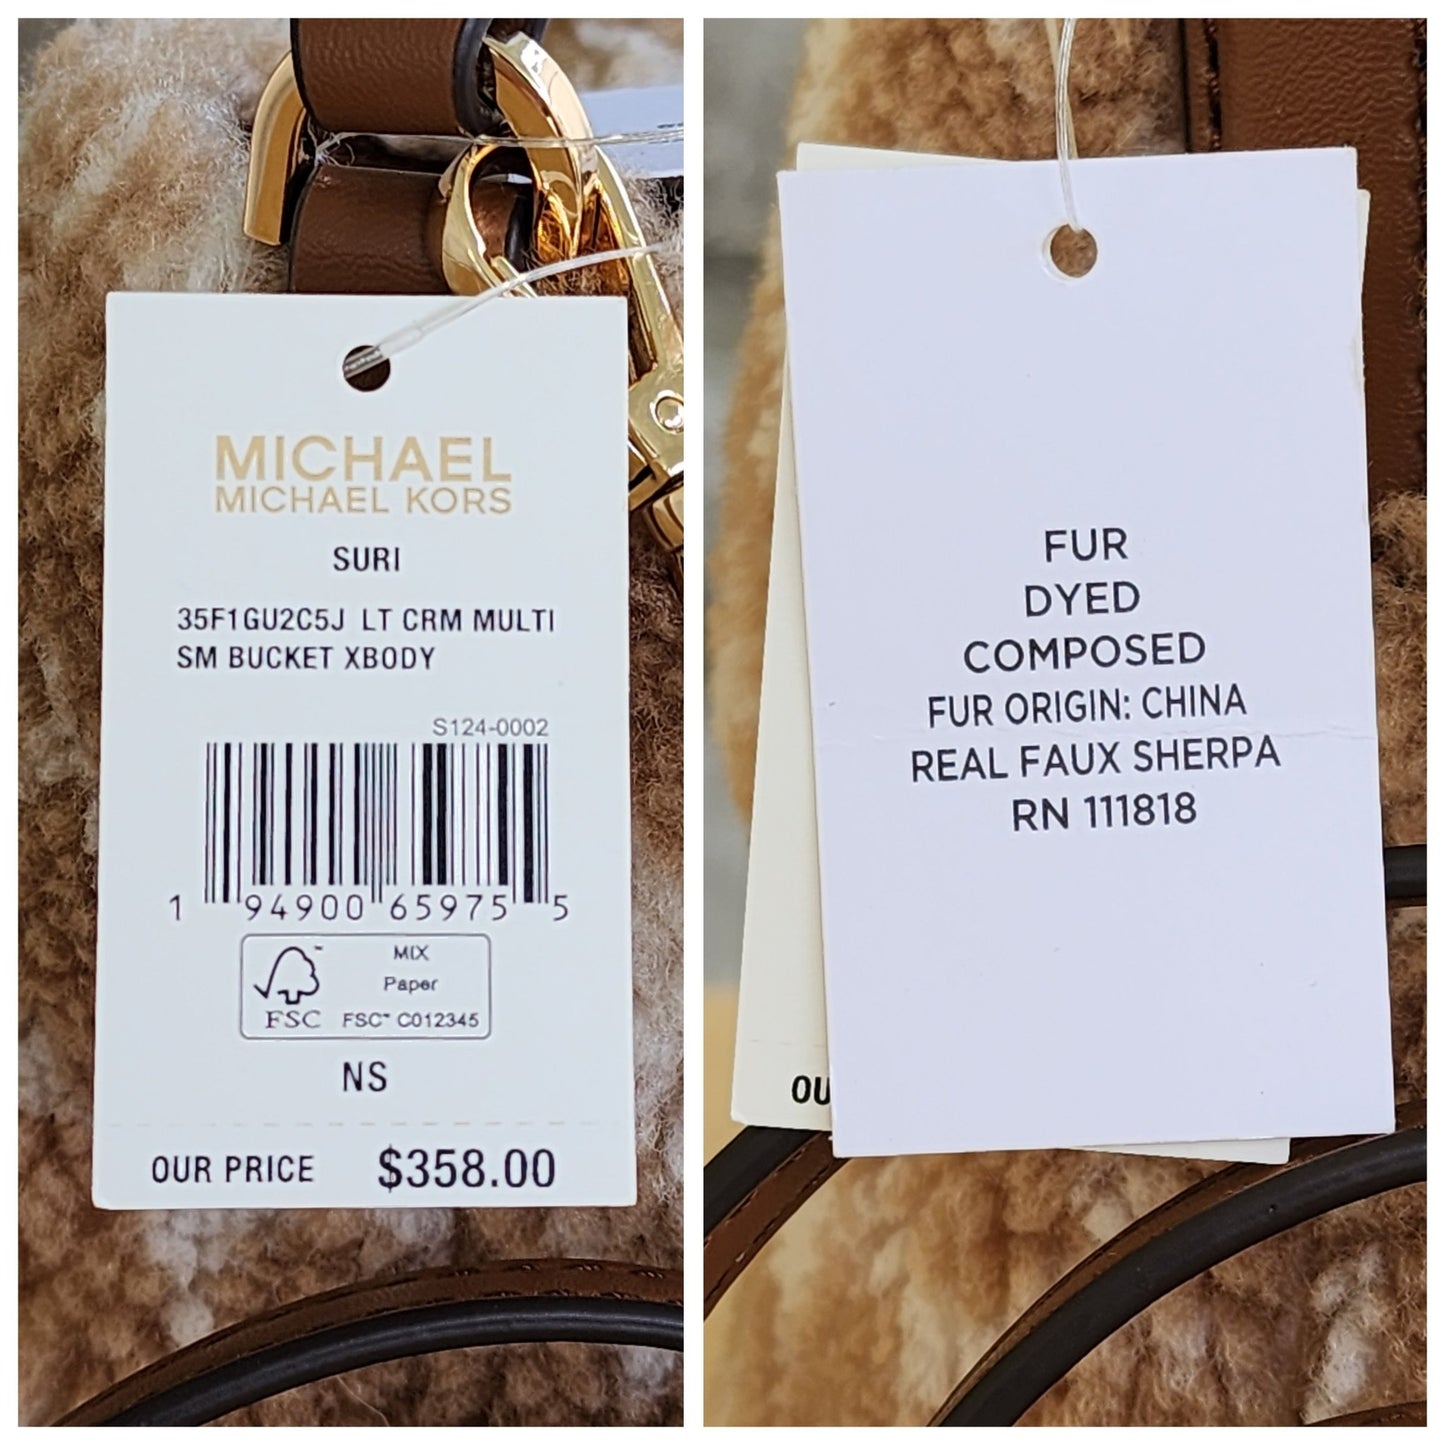 MICHAEL
MICHAEL KORS
SURI
35F1GU2C5J LT CRM MULTI
SM BUCKET XBODY
S124-0002
1 94900 65975 5
MIX
Paper
FSC™ C012345
FSC
NS
OUR PRICE $358.00
FUR
DYED
COMPOSED
FUR ORIGIN: CHINA
REAL FAUX SHERPA
RN 111818
OU